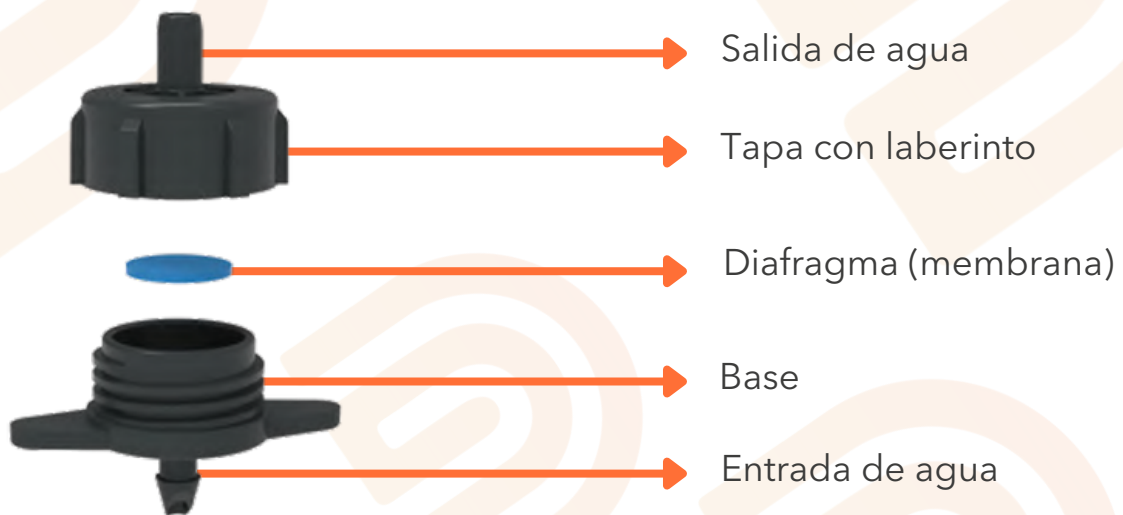 Salida de agua
Tapa con laberinto
Diafragma (membrana)
Base
Entrada de agua